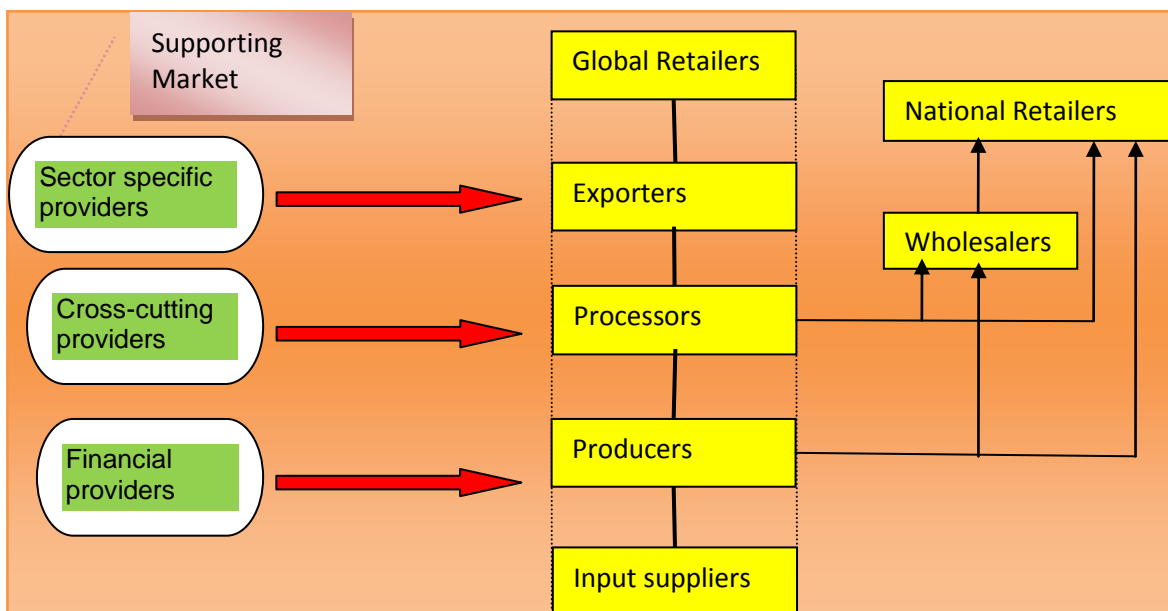 Supporting
Market
Global Retailers
National Retailers
Sector specific
providers
Exporters
Wholesalers
Cross-cutting
providers
Processors
Financial
providers
Producers
Input suppliers